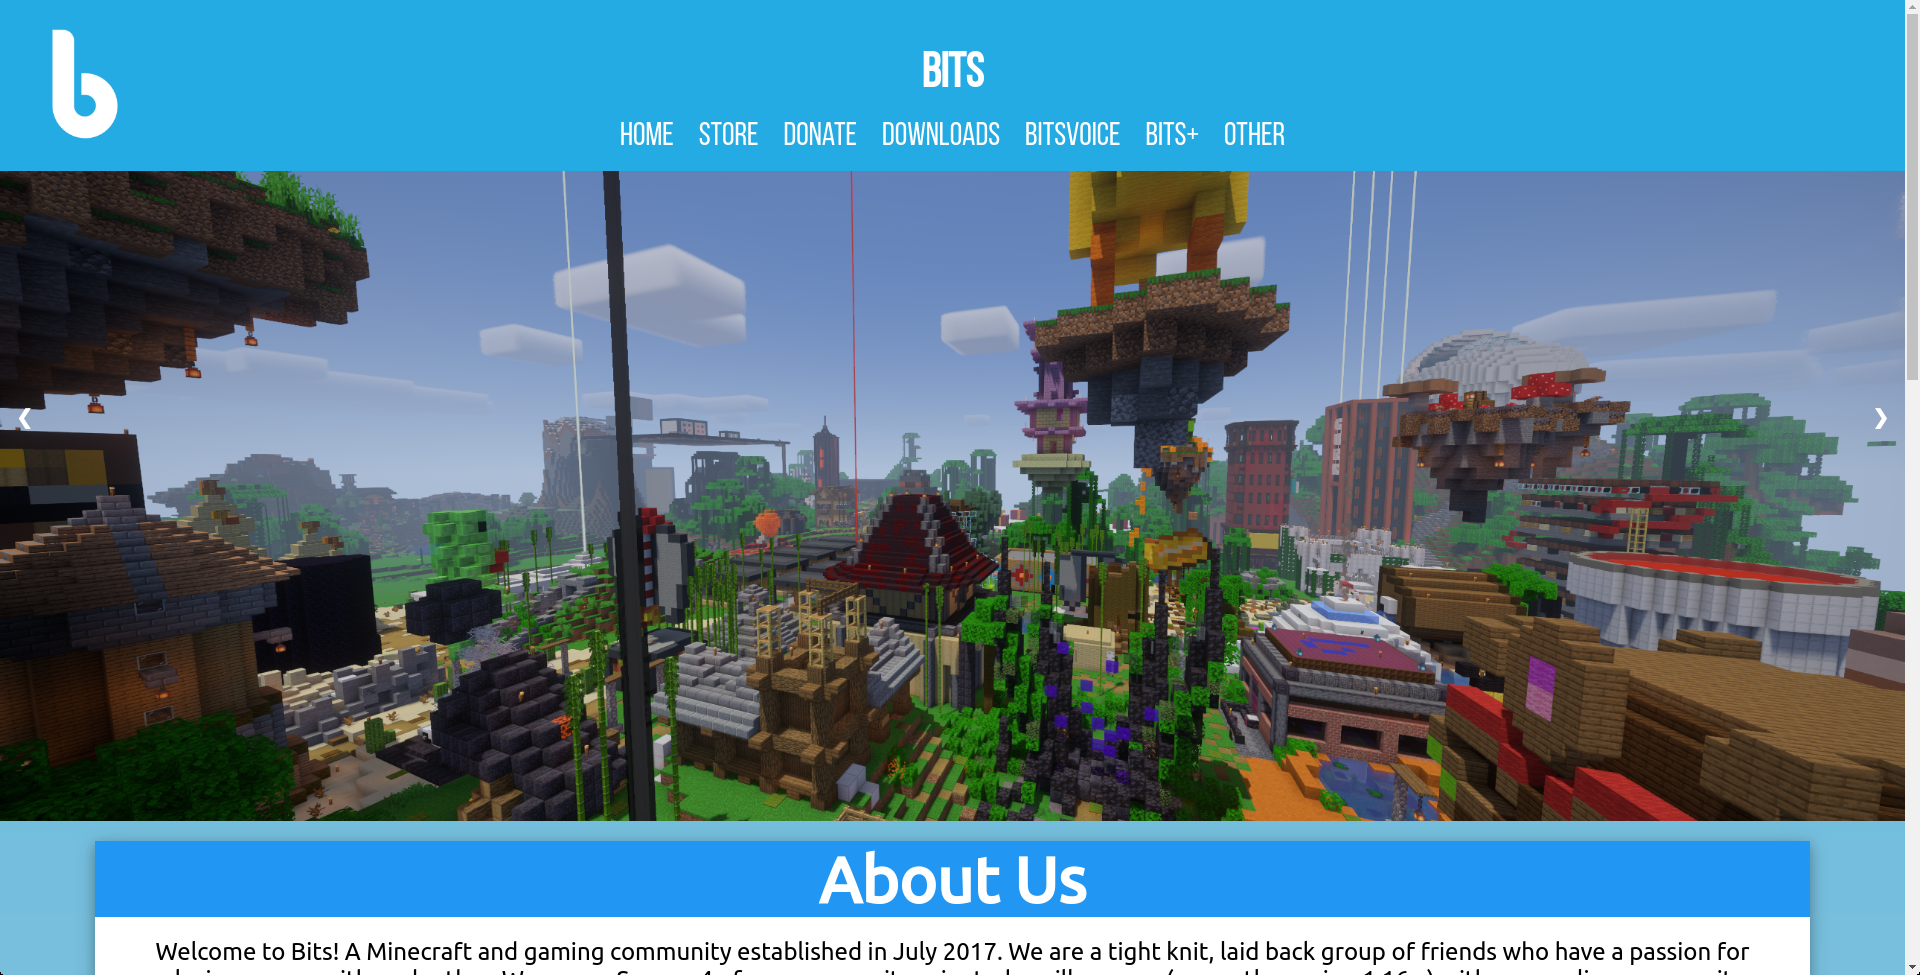 b
BITS
HOME STORE DONATE DOWNLOADS BITSVOICE BITS+ OTHER
About Us
Welcome to Bits! A Minecraft and gaming community established in July 2017. We are a tight knit, laid back group of friends who have a passion for